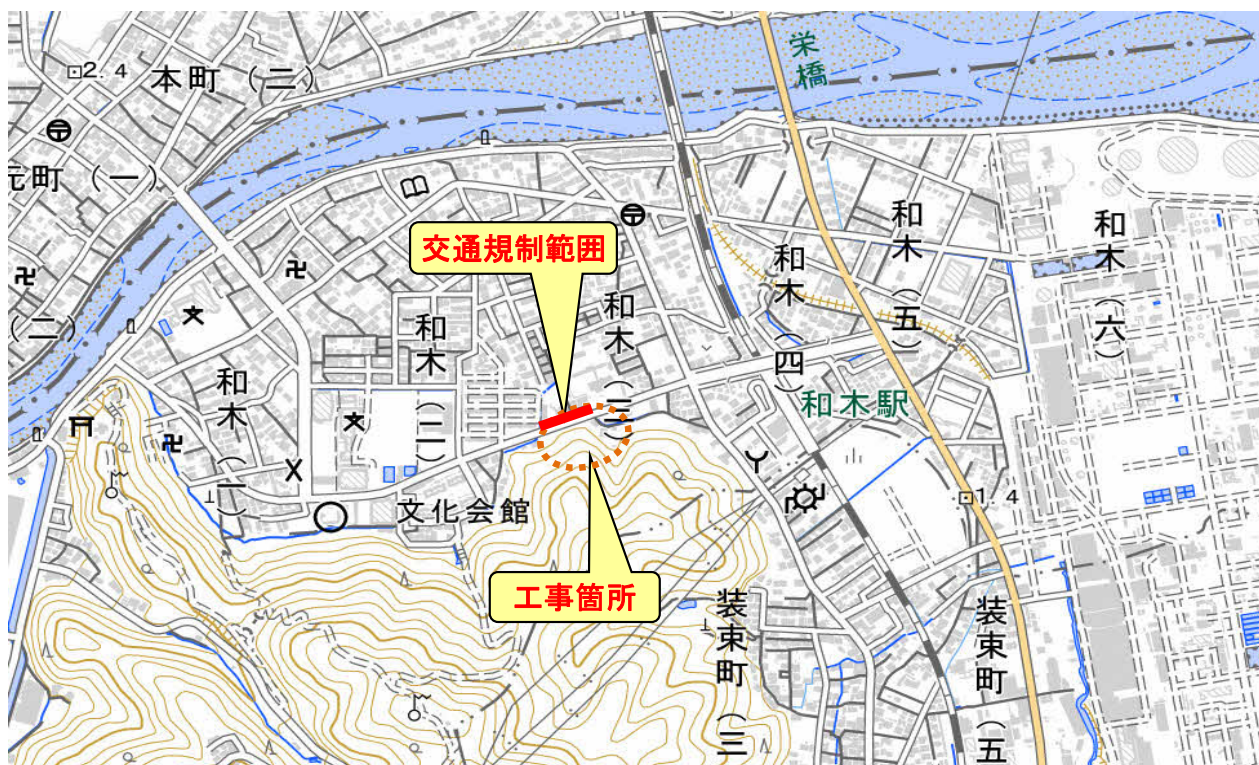 栄橋
2.4
本町(二)
元町(一)
(二)
交通規制範囲
和木(一)
和木(二)
和木(三)
和木(四)
和木(五)
和木(六)
和木駅
文化会館
1.4
工事箇所
装束町(三)
装束町(五